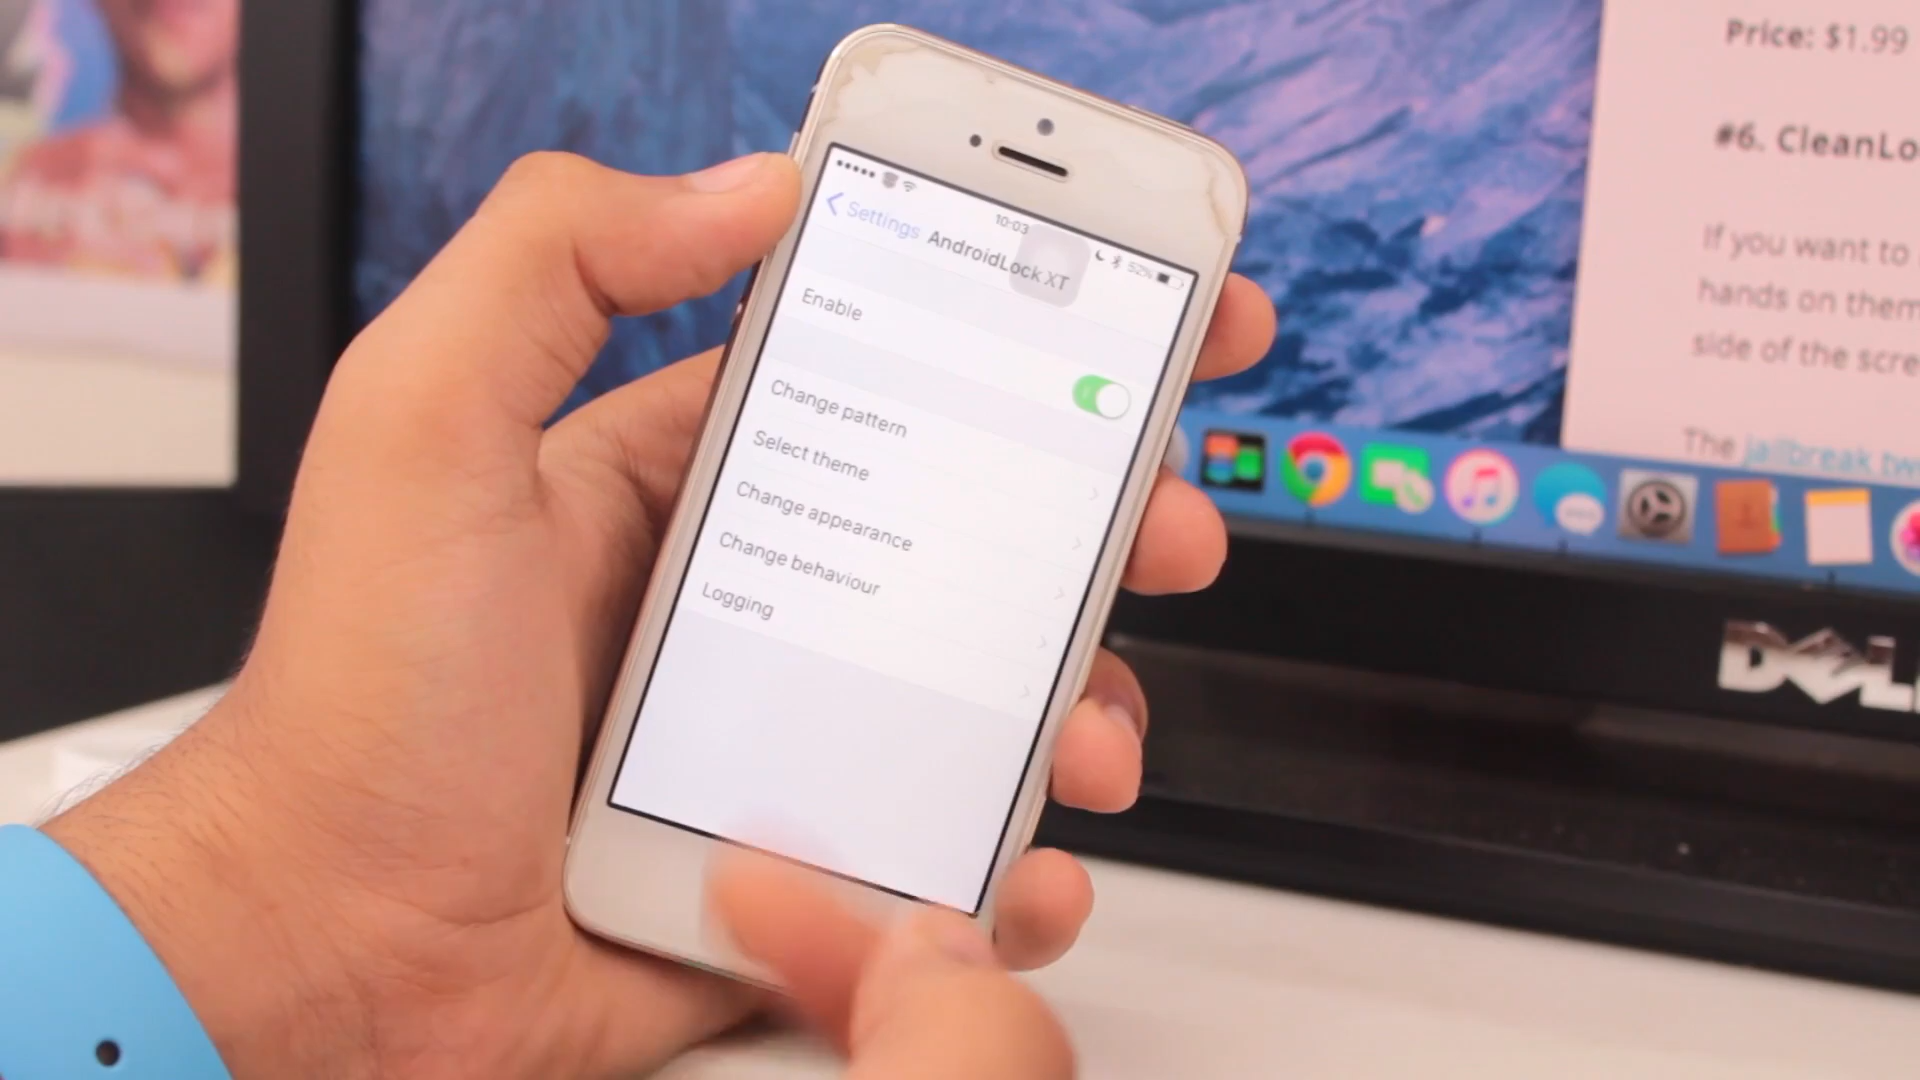 10:03
52%
Settings
AndroidLock XT
Enable
Change pattern
Select theme
Change appearance
Change behaviour
Logging
Price: $1.99
#6. CleanLo
If you want to
hands on them
side of the scre
The jailbreak tw
DELL